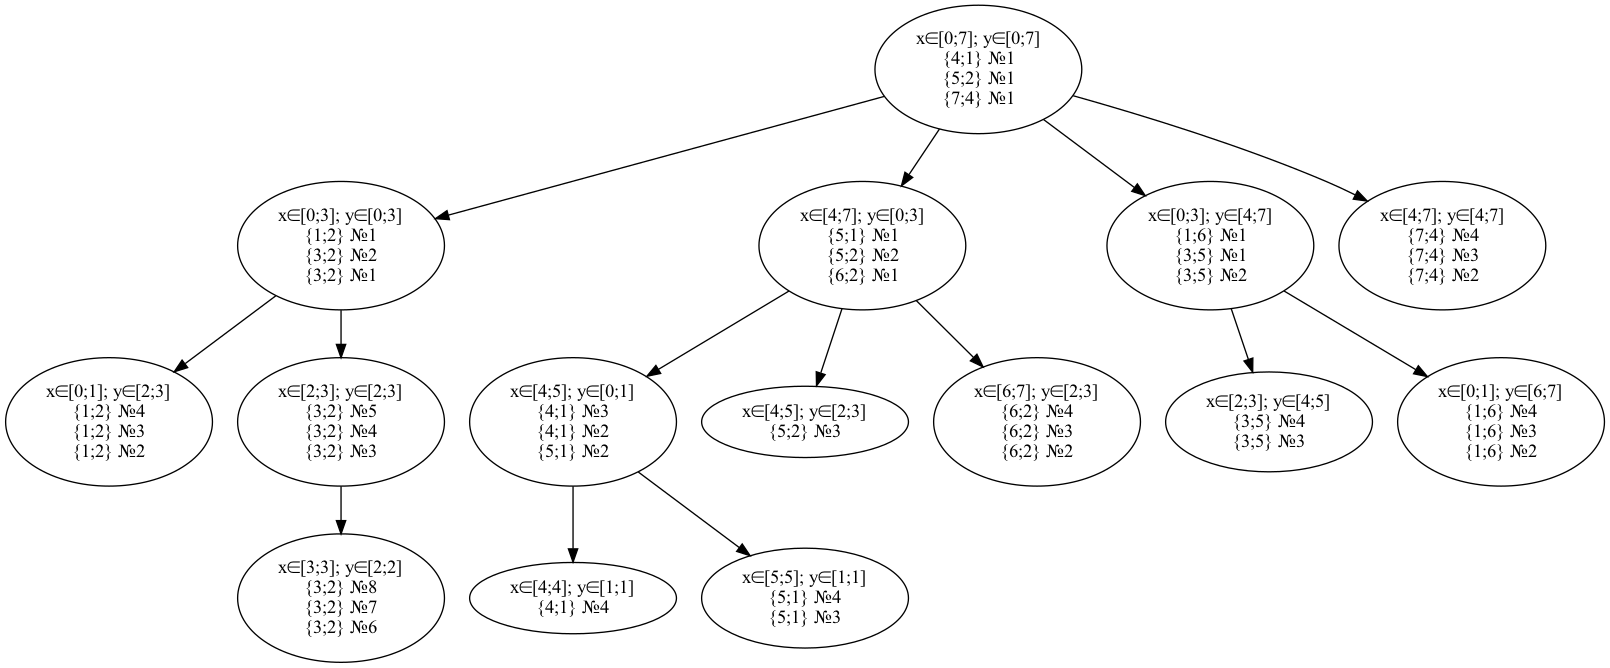 x∈[0;7]; y∈[0;7]
{4;1} №1
{5;2} №1
{7;4} №1
x∈[0;3]; y∈[0;3]
{1;2} №1
{3;2} №2
{3;2} №1
x∈[4;7]; y∈[0;3]
{5;1} №1
{5;2} №2
{6;2} №1
x∈[0;3]; y∈[4;7]
{1;6} №1
{3;5} №1
{3;5} №2
x∈[4;7]; y∈[4;7]
{7;4} №4
{7;4} №3
{7;4} №2
x∈[0;1]; y∈[2;3]
{1;2} №4
{1;2} №3
{1;2} №2
x∈[2;3]; y∈[2;3]
{3;2} №5
{3;2} №4
{3;2} №3
x∈[4;5]; y∈[0;1]
{4;1} №3
{4;1} №2
{5;1} №2
x∈[4;5]; y∈[2;3]
{5;2} №3
x∈[6;7]; y∈[2;3]
{6;2} №4
{6;2} №3
{6;2} №2
x∈[2;3]; y∈[4;5]
{3;5} №4
{3;5} №3
x∈[0;1]; y∈[6;7]
{1;6} №4
{1;6} №3
{1;6} №2
x∈[3;3]; y∈[2;2]
{3;2} №8
{3;2} №7
{3;2} №6
x∈[4;4]; y∈[1;1]
{4;1} №4
x∈[5;5]; y∈[1;1]
{5;1} №4
{5;1} №3